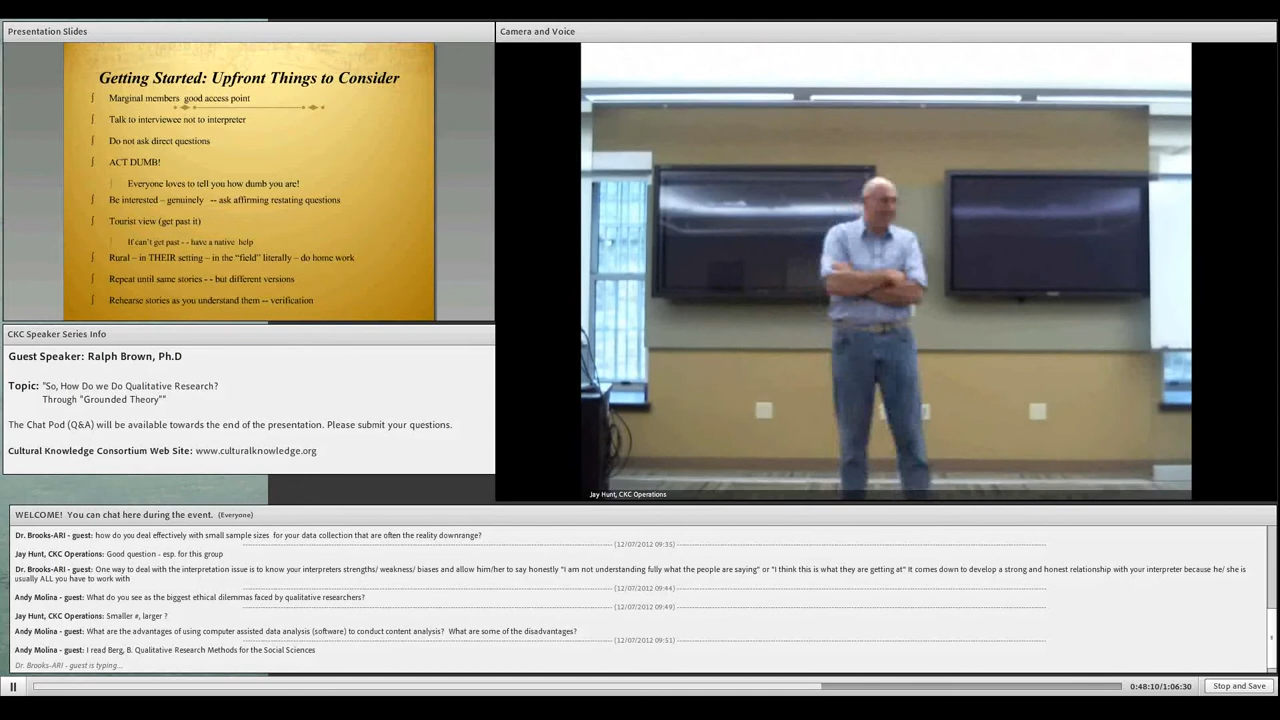 Presentation Slides
Getting Started: Upfront Things to Consider
Marginal members good access point
Talk to interviewee not to interpreter
Do not ask direct questions
ACT DUMB!
Everyone loves to tell you how dumb you are!
Be interested – genuinely -- ask affirming restating questions
Tourist view (get past it)
If can't get past - - have a native help
Rural – in THEIR setting – in the "field" literally – do home work
Repeat until same stories - - but different versions
Rehearse stories as you understand them -- verification
Camera and Voice
Jay Hunt, CKC Operations
CKC Speaker Series Info
Guest Speaker: Ralph Brown, Ph.D
Topic: "So, How Do we Do Qualitative Research?
Through "Grounded Theory""
The Chat Pod (Q&A) will be available towards the end of the presentation. Please submit your questions.
Cultural Knowledge Consortium Web Site: www.culturalknowledge.org
WELCOME! You can chat here during the event. (Everyone)
Dr. Brooks-ARI - guest: how do you deal effectively with small sample sizes for your data collection that are often the reality downrange?
(12/07/2012 09:35)
Jay Hunt, CKC Operations: Good question - esp. for this group
Dr. Brooks-ARI - guest: One way to deal with the interpretation issue is to know your interpreters strengths/ weakness/ biases and allow him/her to say honestly "I am not understanding fully what the people are saying" or "I think this is what they are getting at" It comes down to develop a strong and honest relationship with your interpreter because he/ she is
usually ALL you have to work with
(12/07/2012 09:44)
Andy Molina - guest: What do you see as the biggest ethical dilemmas faced by qualitative researchers?
(12/07/2012 09:49)
Jay Hunt, CKC Operations: Smaller #, larger ?
Andy Molina - guest: What are the advantages of using computer assisted data analysis (software) to conduct content analysis? What are some of the disadvantages?
(12/07/2012 09:51)
Andy Molina - guest: I read Berg, B. Qualitative Research Methods for the Social Sciences
Dr. Brooks-ARI - guest is typing...
0:48:10/1:06:30
Stop and Save